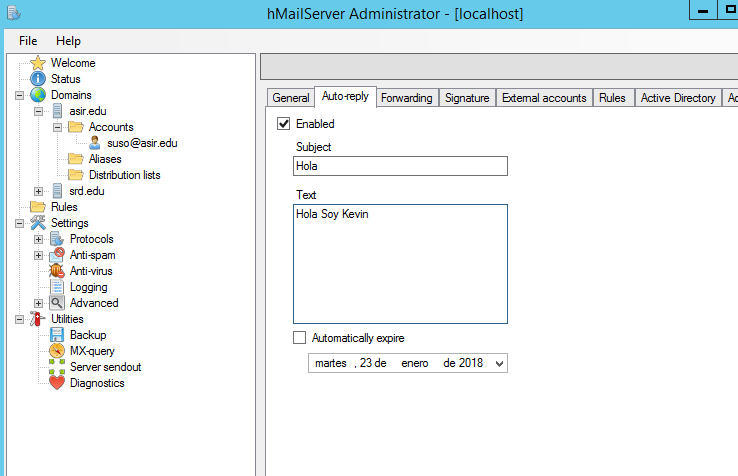 hMailServer Administrator - [localhost]
File Help
Welcome
Status
Domains
asir.edu
Accounts
suso@asir.edu
Aliases
Distribution lists
srd.edu
Rules
Settings
Protocols
Anti-spam
Anti-virus
Logging
Advanced
Utilities
Backup
MX-query
Server sendout
Diagnostics
General Auto-reply Forwarding Signature External accounts Rules Active Directory
Enabled
Subject
Hola
Text
Hola Soy Kevin
Automatically expire
martes , 23 de enero de 2018